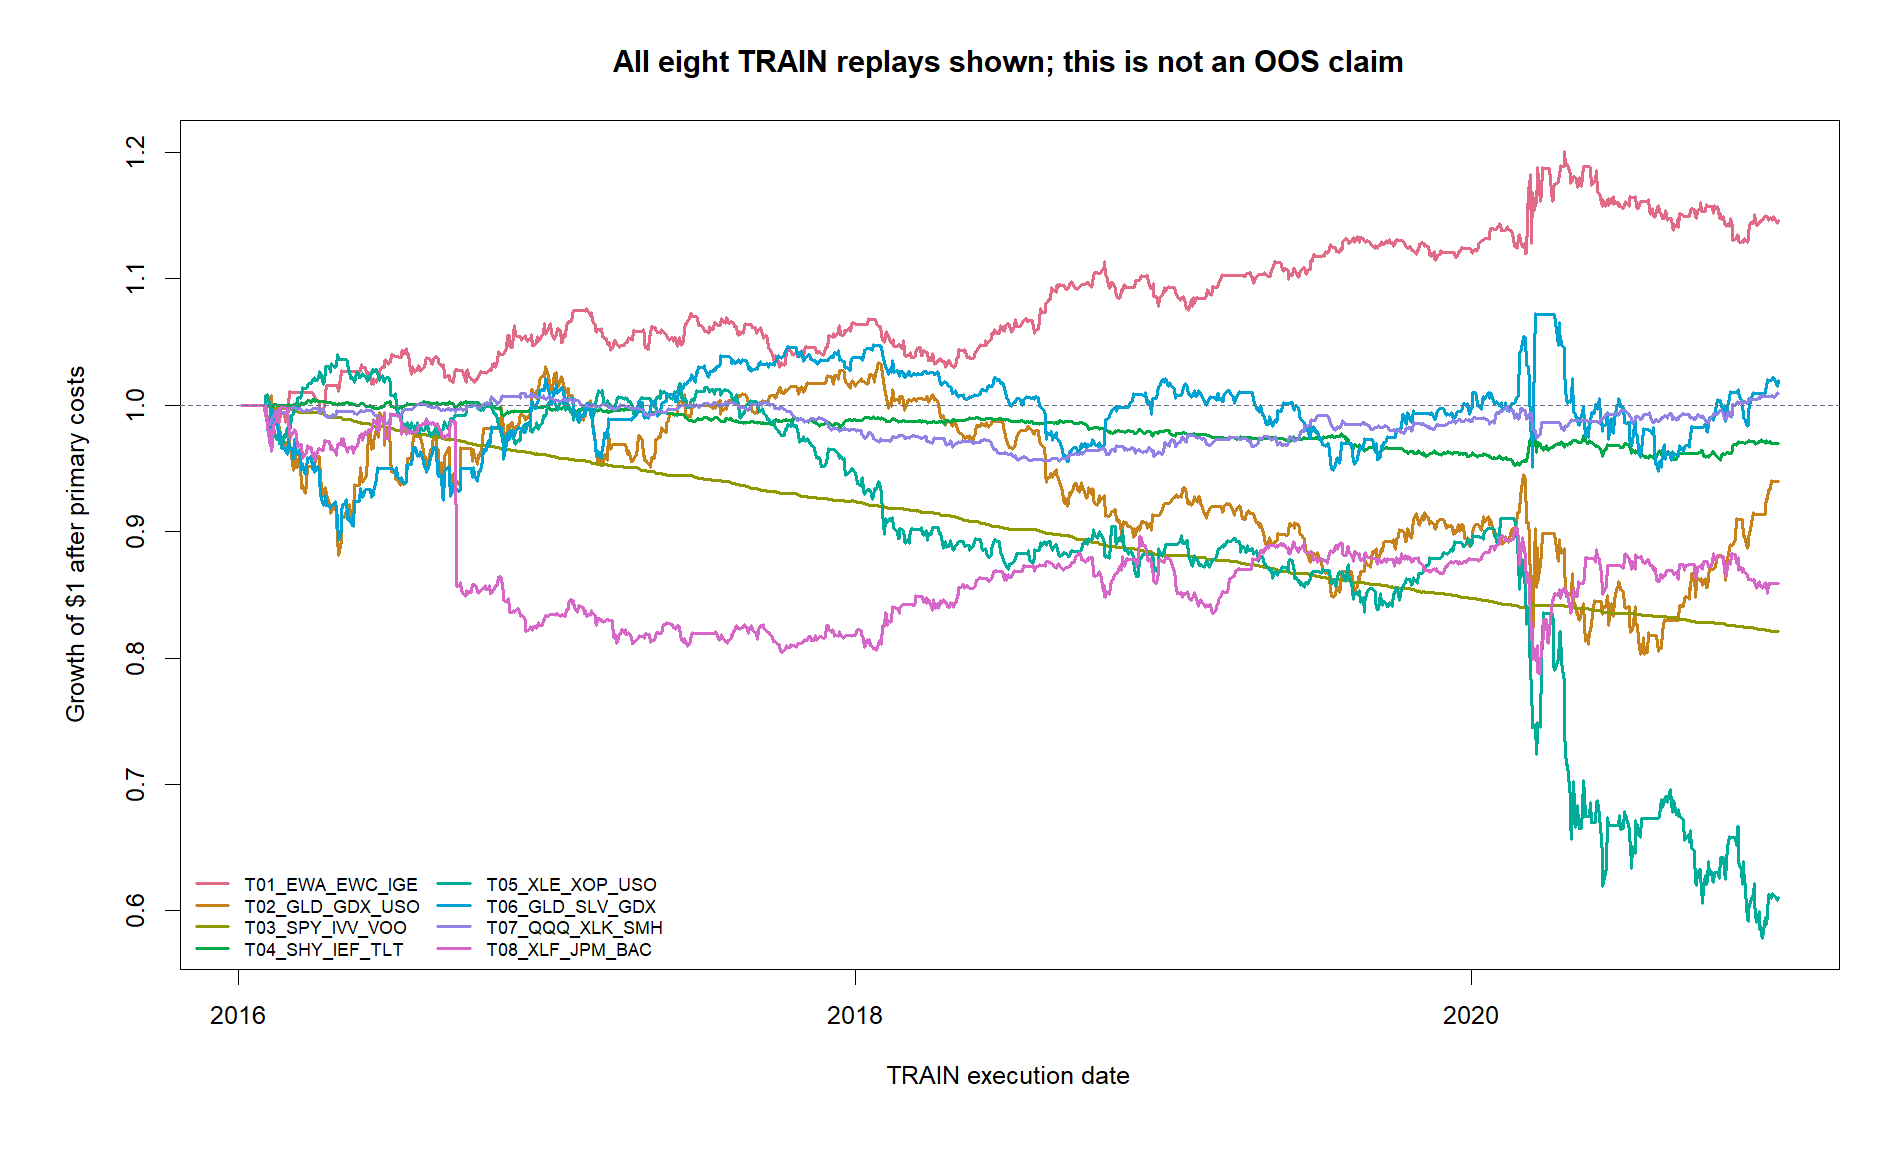 All eight TRAIN replays shown; this is not an OOS claim
Growth of $1 after primary costs
1.2
1.1
1.0
0.9
0.8
0.7
0.6
T01_EWA_EWC_IGE
T02_GLD_GDX_USO
T03_SPY_IVV_VOO
T04_SHY_IEF_TLT
T05_XLE_XOP_USO
T06_GLD_SLV_GDX
T07_QQQ_XLK_SMH
T08_XLF_JPM_BAC
2016
2018
2020
TRAIN execution date